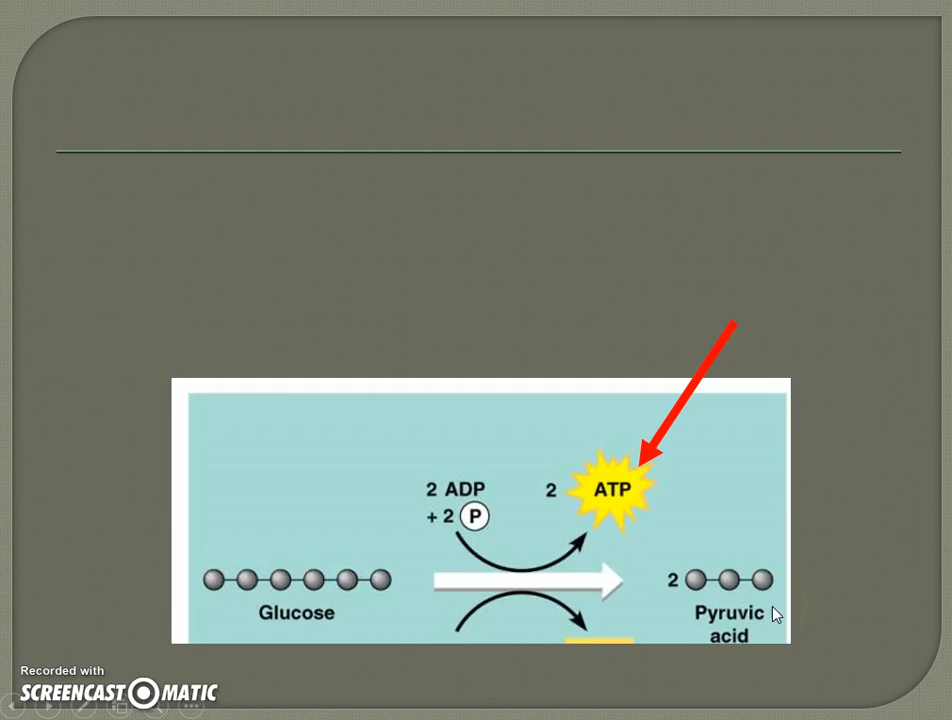 2 ADP
+ 2 P
2 ATP
Glucose
2
Pyruvic
acid
Recorded with
SCREENCAST MATIC